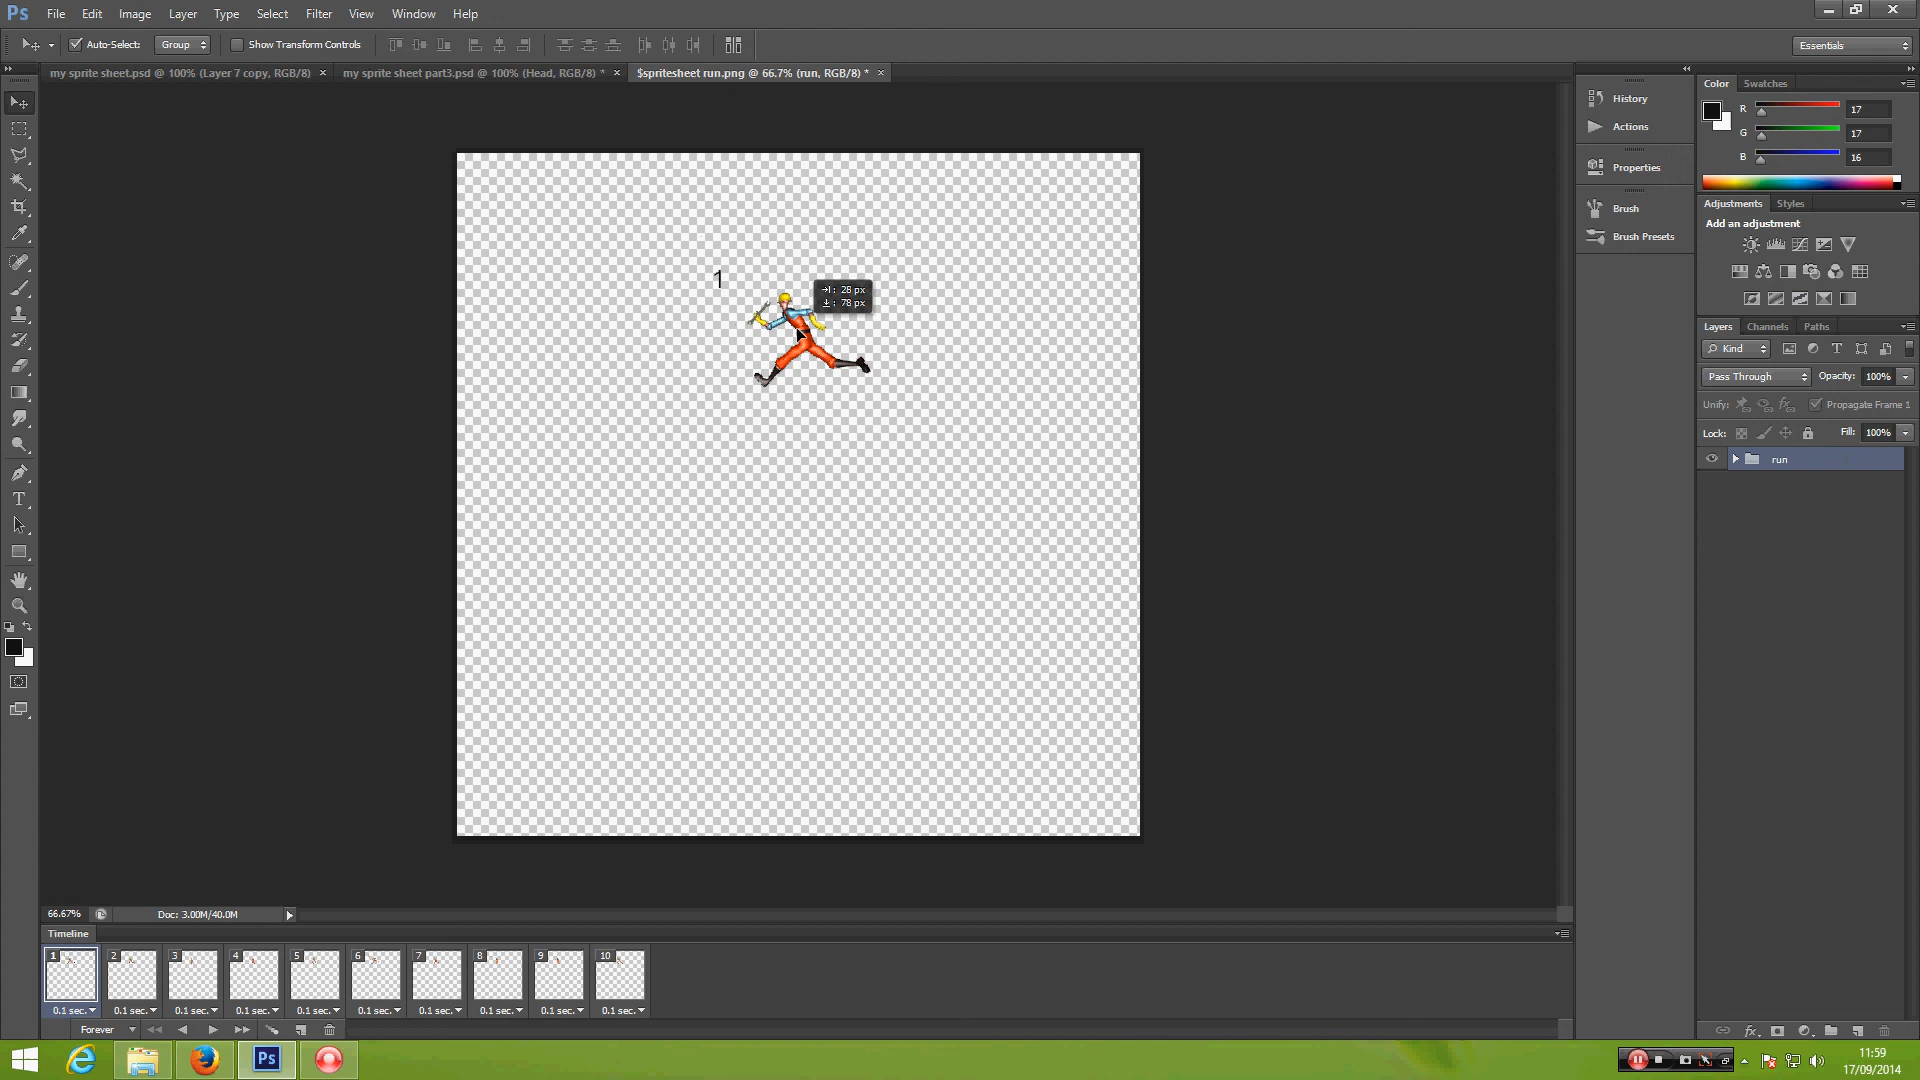 Ps File Edit Image Layer Type Select Filter View Window Help
Auto-Select: Group Show Transform Controls Essentials
my sprite sheet.psd @ 100% (Layer 7 copy, RGB/8) × my sprite sheet part3.psd @ 100% (Head, RGB/8) * × $spritesheet run.png @ 66.7% (run, RGB/8) * ×
History
Actions
Properties
Brush
Brush Presets
Color Swatches
R 17
G 17
B 16
Adjustments Styles
Add an adjustment
Layers Channels Paths
Kind
Pass Through Opacity: 100%
Unify: Propagate Frame 1
Lock: Fill: 100%
run
1
: 26 px
: 78 px
66.67% Doc: 3.00M/40.0M
Timeline
1 2 3 4 5 6 7 8 9 10
0.1 sec. 0.1 sec. 0.1 sec. 0.1 sec. 0.1 sec. 0.1 sec. 0.1 sec. 0.1 sec. 0.1 sec. 0.1 sec.
Forever
Ps
11:59
17/09/2014